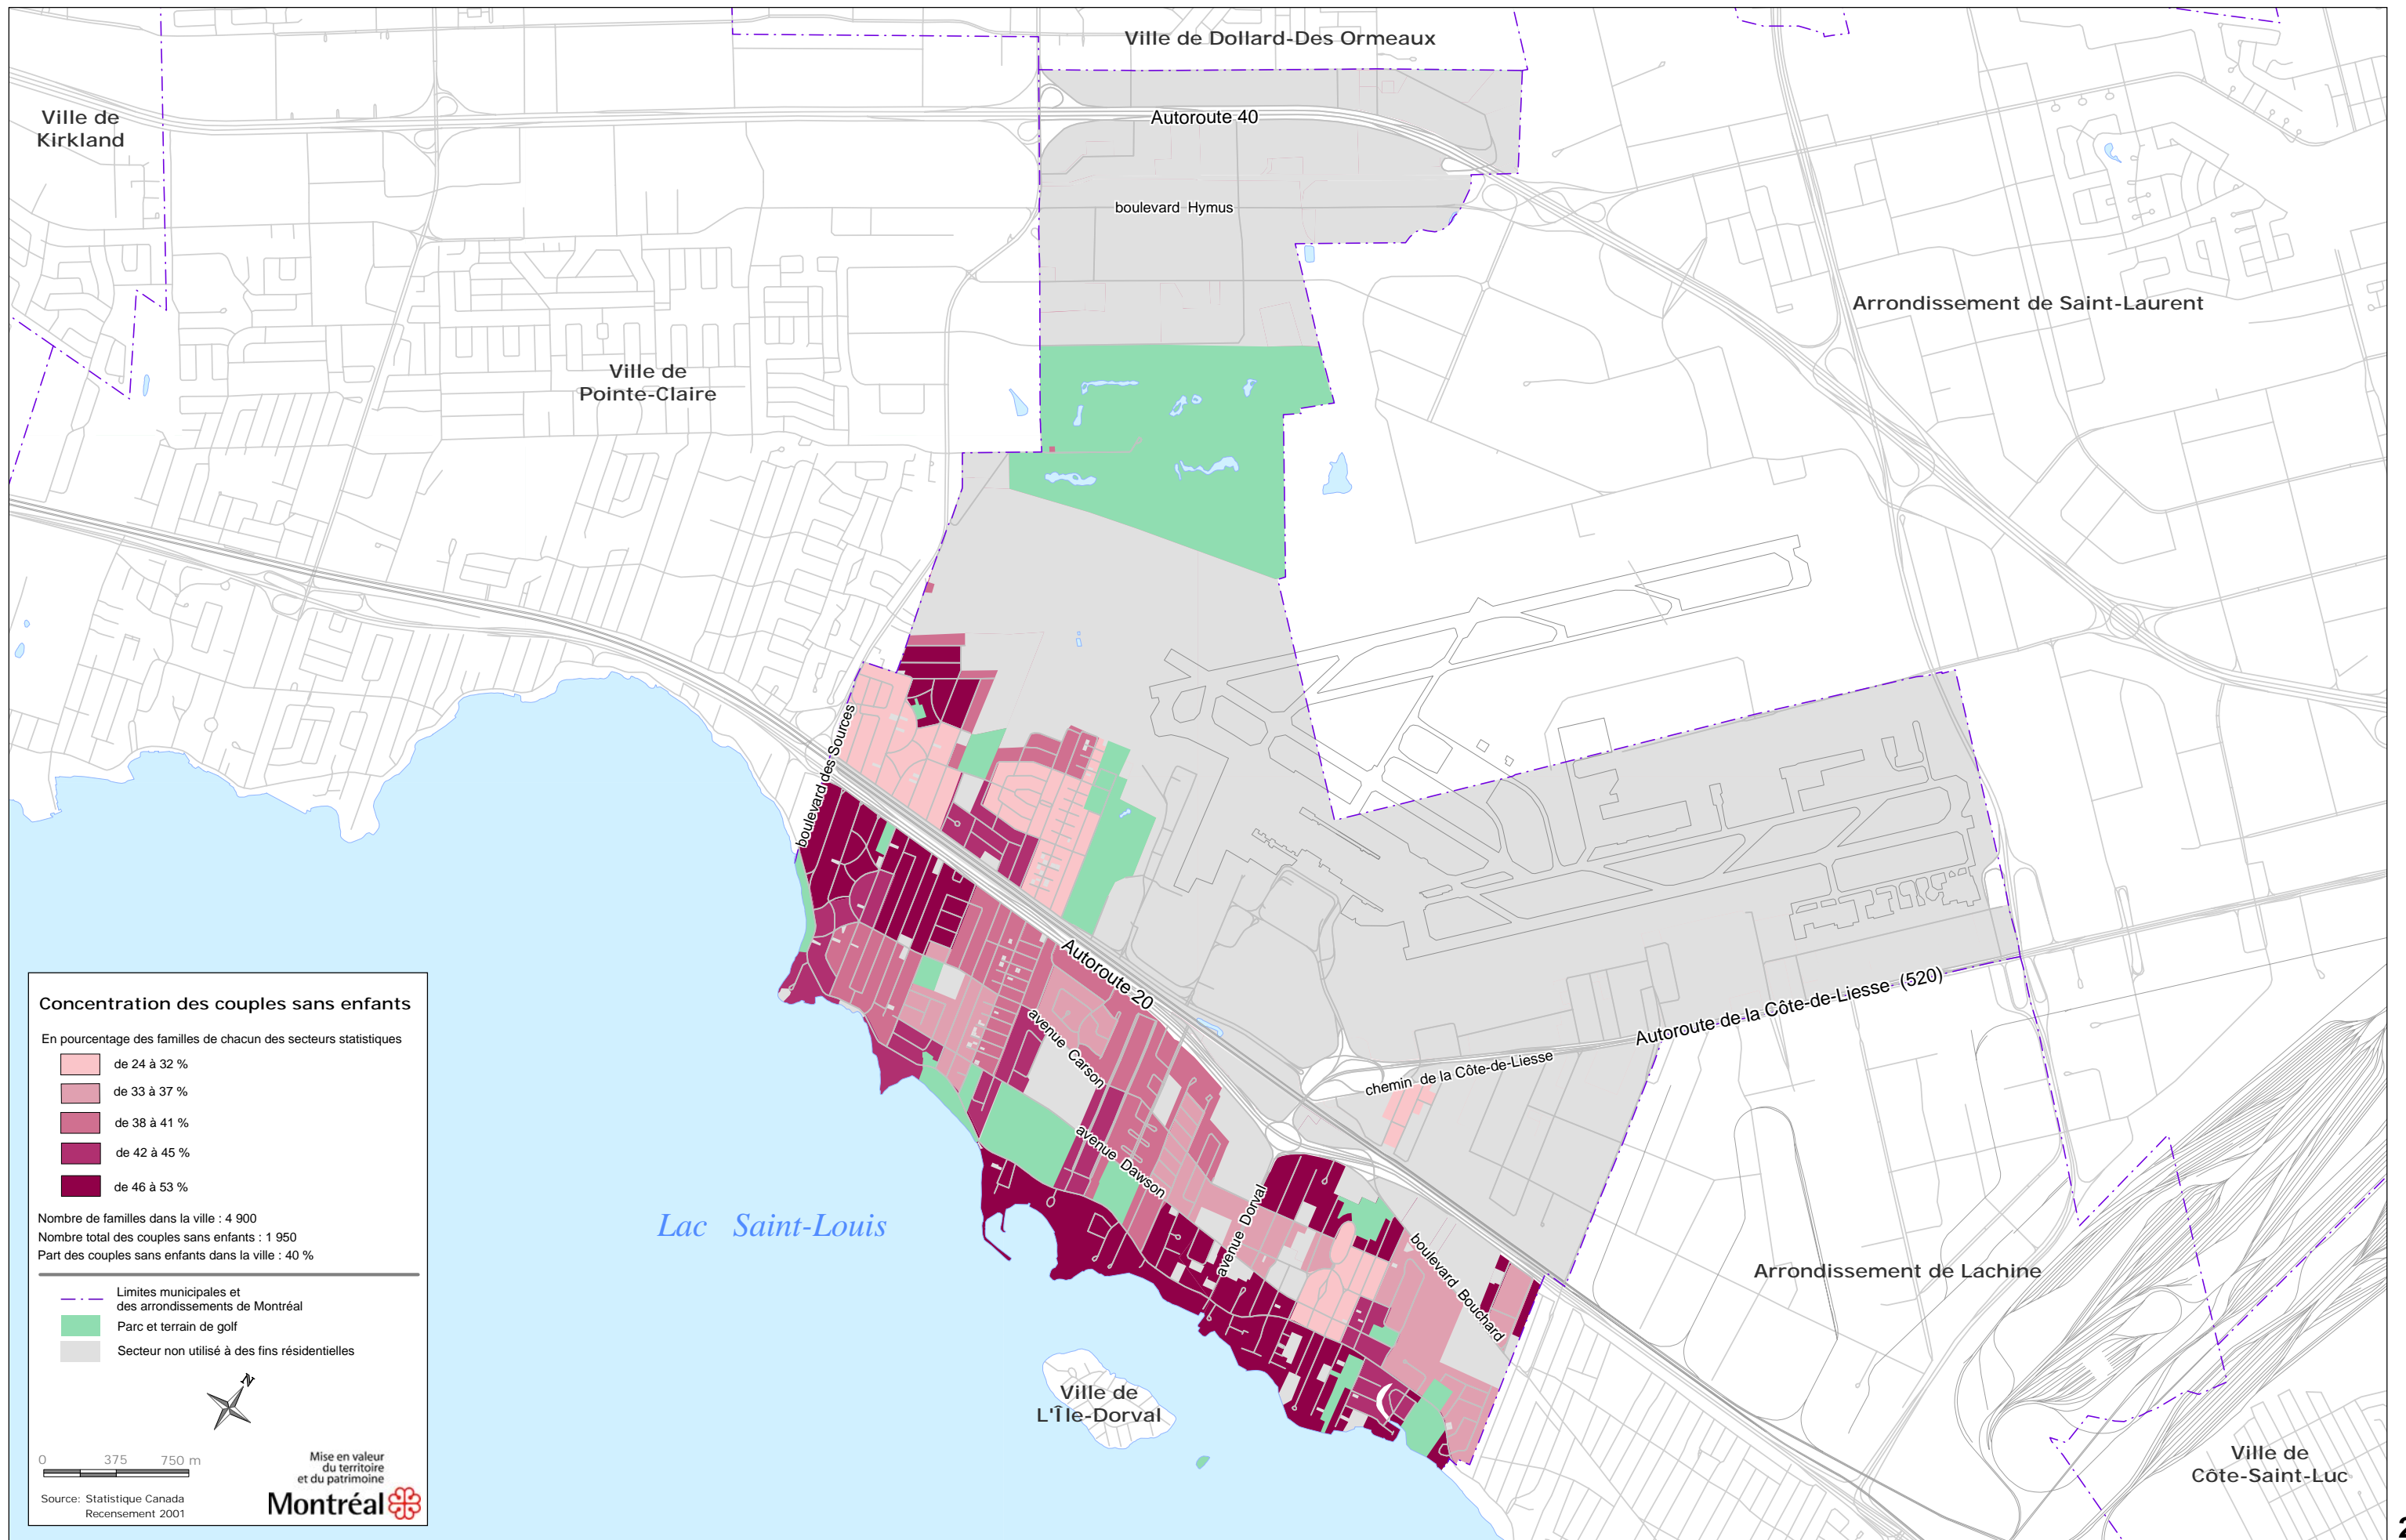 Ville de Dollard-Des Ormeaux
Ville de
Kirkland
Autoroute 40
boulevard Hymus
Arrondissement de Saint-Laurent
Ville de
Pointe-Claire
boulevard des Sources
Autoroute 20
avenue Carson
Autoroute de la Côte-de-Liesse (520)
chemin de la Côte-de-Liesse
avenue Dawson
avenue Dorval
boulevard Bouchard
Lac Saint-Louis
Arrondissement de Lachine
Ville de
L'Île-Dorval
Ville de
Côte-Saint-Luc
Concentration des couples sans enfants
En pourcentage des familles de chacun des secteurs statistiques
de 24 à 32 %
de 33 à 37 %
de 38 à 41 %
de 42 à 45 %
de 46 à 53 %
Nombre de familles dans la ville : 4 900
Nombre total des couples sans enfants : 1 950
Part des couples sans enfants dans la ville : 40 %
Limites municipales et
des arrondissements de Montréal
Parc et terrain de golf
Secteur non utilisé à des fins résidentielles
N
0 375 750 m
Mise en valeur
du territoire
et du patrimoine
Montréal
Source: Statistique Canada
Recensement 2001